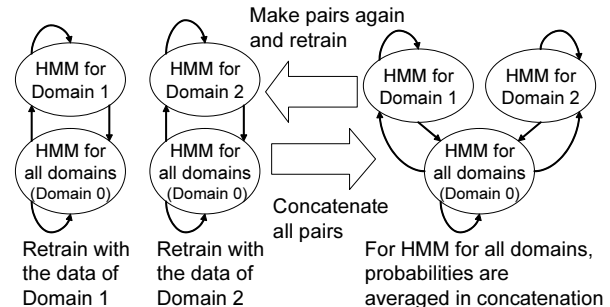 Make pairs again
and retrain
HMM for
Domain 1
HMM for
Domain 2
HMM for
Domain 1
HMM for
Domain 2
HMM for
all domains
(Domain 0)
HMM for
all domains
(Domain 0)
HMM for
all domains
(Domain 0)
Concatenate
all pairs
Retrain with
the data of
Domain 1
Retrain with
the data of
Domain 2
For HMM for all domains,
probabilities are
averaged in concatenation